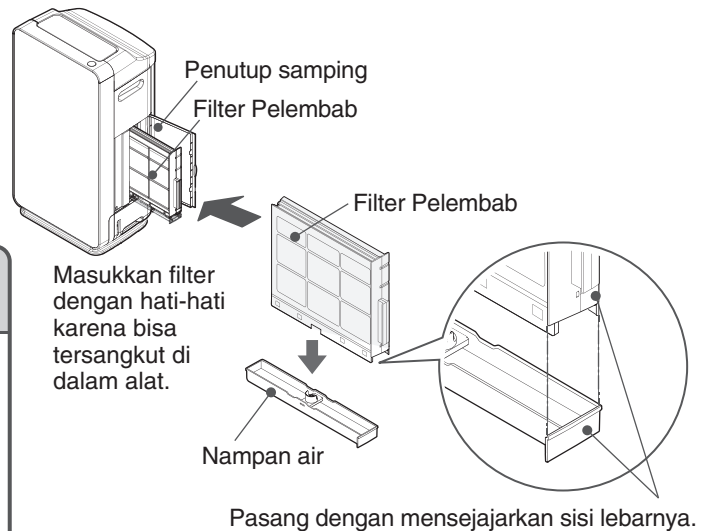 Penutup samping
Filter Pelembab
Filter Pelembab
Masukkan filter
dengan hati-hati
karena bisa
tersangkut di
dalam alat.
Nampan air
Pasang dengan mensejajarkan sisi lebarnya.